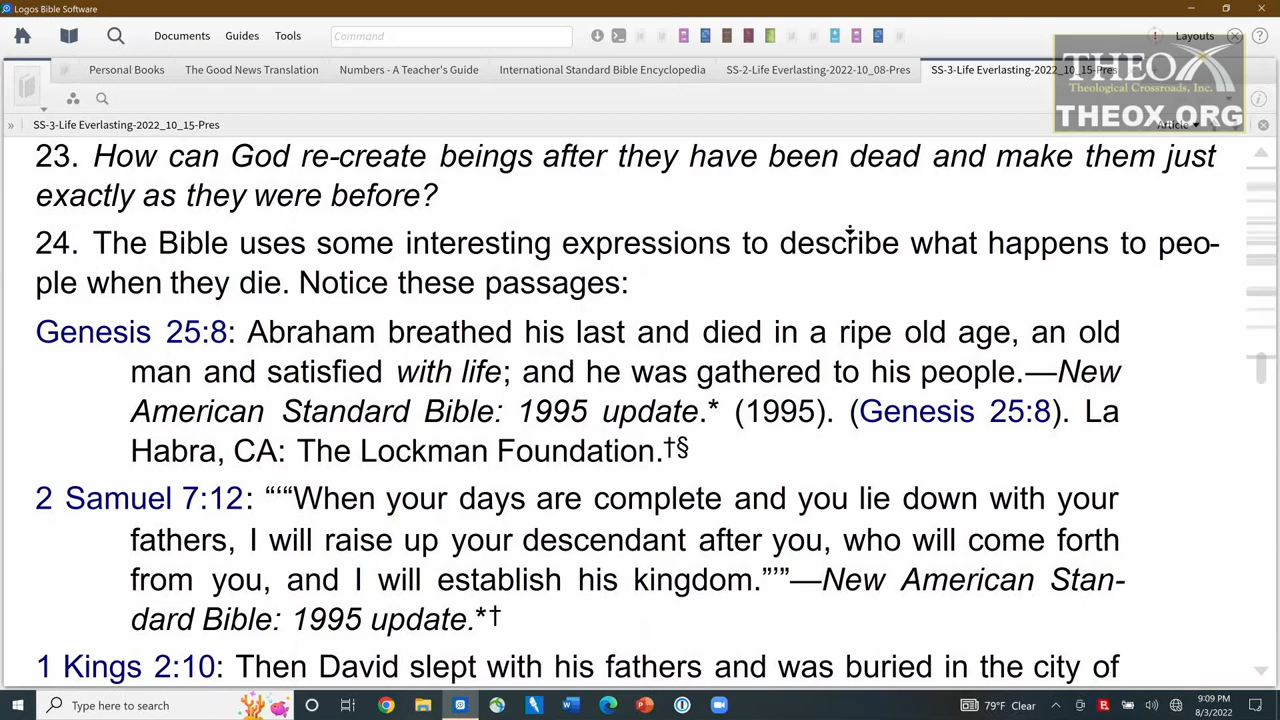 Logos Bible Software
Documents Guides Tools Command Layouts
Personal Books The Good News Translation International Standard Bible Encyclopedia SS-2-Life Everlasting-2022-10_08-Pres SS-3-Life Everlasting-2022_10_15-Pres
THEOX
Theological Crossroads, Inc.
THEOX.ORG
SS-3-Life Everlasting-2022_10_15-Pres Article
23. How can God re-create beings after they have been dead and make them just
exactly as they were before?
24. The Bible uses some interesting expressions to describe what happens to peo-
ple when they die. Notice these passages:
Genesis 25:8: Abraham breathed his last and died in a ripe old age, an old
man and satisfied with life; and he was gathered to his people.—New
American Standard Bible: 1995 update.* (1995). (Genesis 25:8). La
Habra, CA: The Lockman Foundation.†§
2 Samuel 7:12: “‘“When your days are complete and you lie down with your
fathers, I will raise up your descendant after you, who will come forth
from you, and I will establish his kingdom.”’”—New American Stan-
dard Bible: 1995 update.*†
1 Kings 2:10: Then David slept with his fathers and was buried in the city of
Type here to search 79°F Clear 9:09 PM
8/3/2022